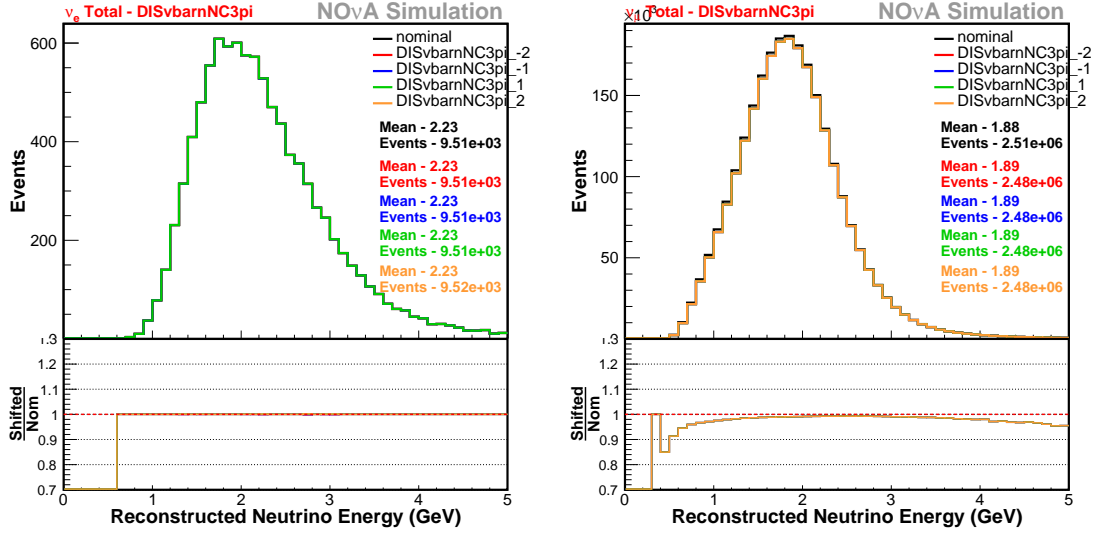 νe Total - DISvbarnNC3pi
NOνA Simulation
nominal
DISvbarnNC3pi_-2
DISvbarnNC3pi_-1
DISvbarnNC3pi_1
DISvbarnNC3pi_2
Mean - 2.23
Events - 9.51e+03
Mean - 2.23
Events - 9.51e+03
Mean - 2.23
Events - 9.51e+03
Mean - 2.23
Events - 9.51e+03
Mean - 2.23
Events - 9.52e+03
Events
600
400
200
1.3
1.2
1.1
1
0.9
0.8
0.7
Shifted
Nom
0 1 2 3 4 5
Reconstructed Neutrino Energy (GeV)
×10³
Total - DISvbarnNC3pi
NOνA Simulation
nominal
DISvbarnNC3pi_-2
DISvbarnNC3pi_-1
DISvbarnNC3pi_1
DISvbarnNC3pi_2
Mean - 1.88
Events - 2.51e+06
Mean - 1.89
Events - 2.48e+06
Mean - 1.89
Events - 2.48e+06
Mean - 1.89
Events - 2.48e+06
Mean - 1.89
Events - 2.48e+06
Events
150
100
50
1.3
1.2
1.1
1
0.9
0.8
0.7
Shifted
Nom
0 1 2 3 4 5
Reconstructed Neutrino Energy (GeV)